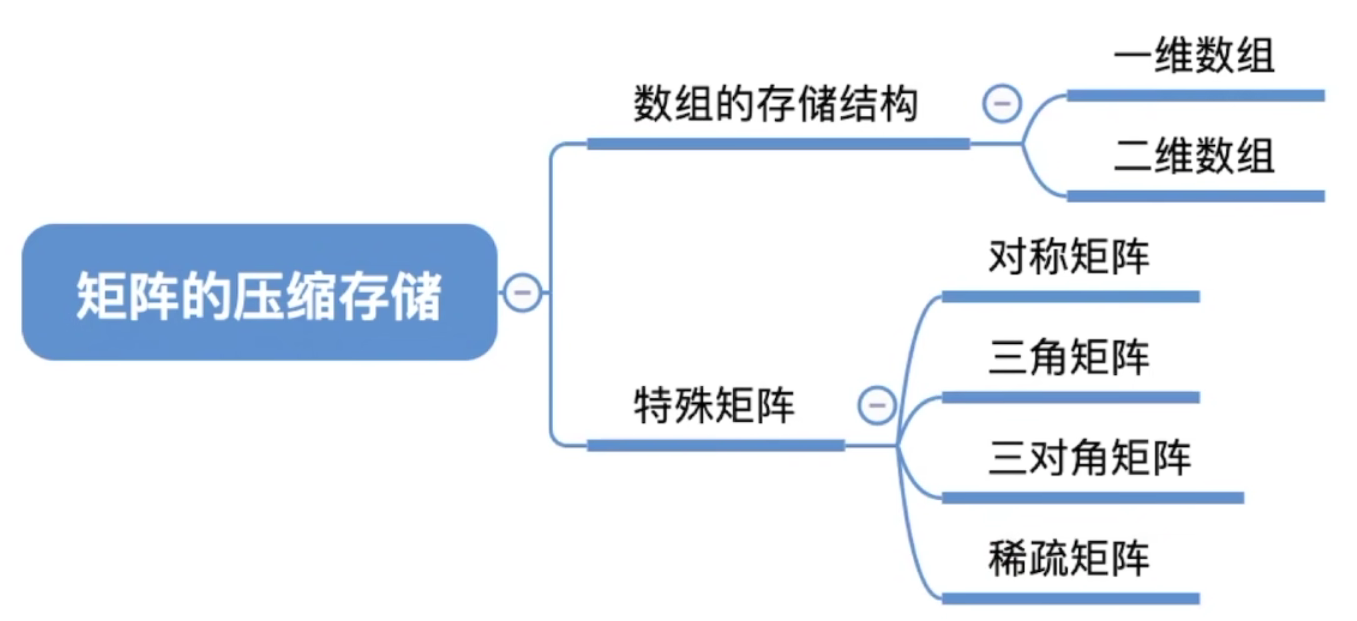 矩阵的压缩存储
数组的存储结构
一维数组
二维数组
特殊矩阵
对称矩阵
三角矩阵
三对角矩阵
稀疏矩阵